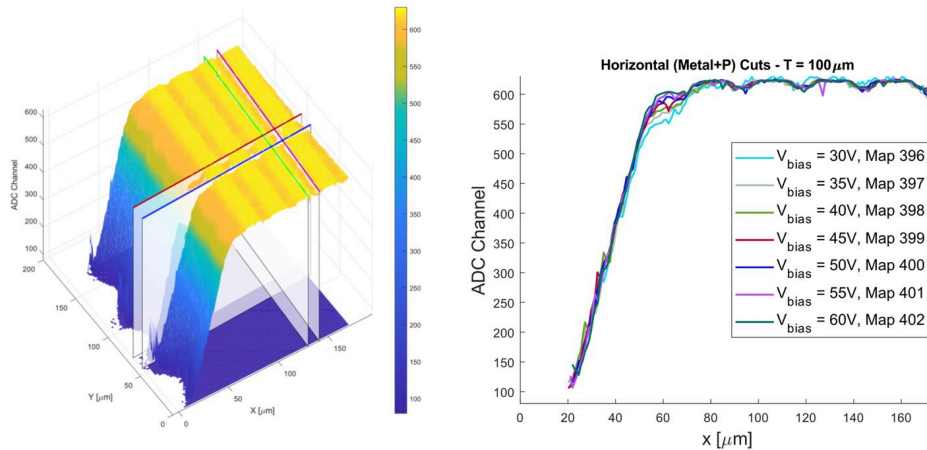 600
500
400
300
200
100
ADC Channel
200
150
100
50
0
Y [μm]
0
50
100
150
X [μm]
600
550
500
450
400
350
300
250
200
150
100
Horizontal (Metal+P) Cuts - T = 100μm
600
550
500
450
400
350
300
250
200
150
100
ADC Channel
V_bias = 30V, Map 396
V_bias = 35V, Map 397
V_bias = 40V, Map 398
V_bias = 45V, Map 399
V_bias = 50V, Map 400
V_bias = 55V, Map 401
V_bias = 60V, Map 402
0 20 40 60 80 100 120 140 160
x [μm]